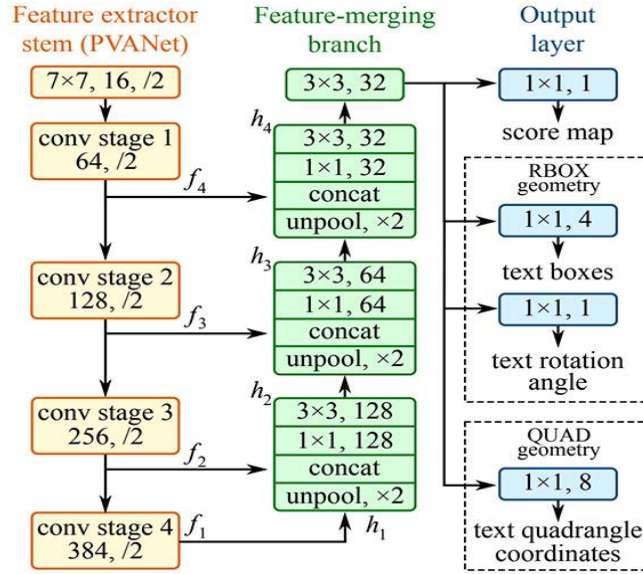 Feature extractor
stem (PVANet)
7×7, 16, /2
conv stage 1
64, /2
f4
conv stage 2
128, /2
f3
conv stage 3
256, /2
f2
conv stage 4
384, /2
f1
Feature-merging
branch
3×3, 32
h4
3×3, 32
1×1, 32
concat
unpool, ×2
h3
3×3, 64
1×1, 64
concat
unpool, ×2
h2
3×3, 128
1×1, 128
concat
unpool, ×2
h1
Output
layer
1×1, 1
score map
RBOX
geometry
1×1, 4
text boxes
1×1, 1
text rotation
angle
QUAD
geometry
1×1, 8
text quadrangle
coordinates